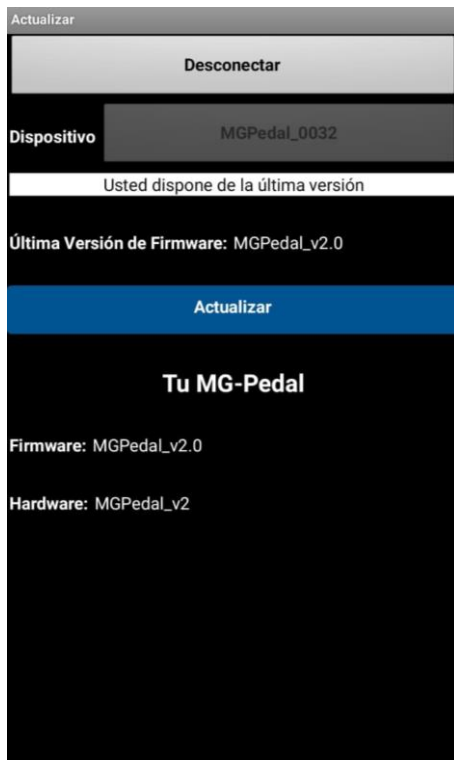 Actualizar
Desconectar
Dispositivo MGPedal_0032
Usted dispone de la última versión
Última Versión de Firmware: MGPedal_v2.0
Actualizar
Tu MG-Pedal
Firmware: MGPedal_v2.0
Hardware: MGPedal_v2